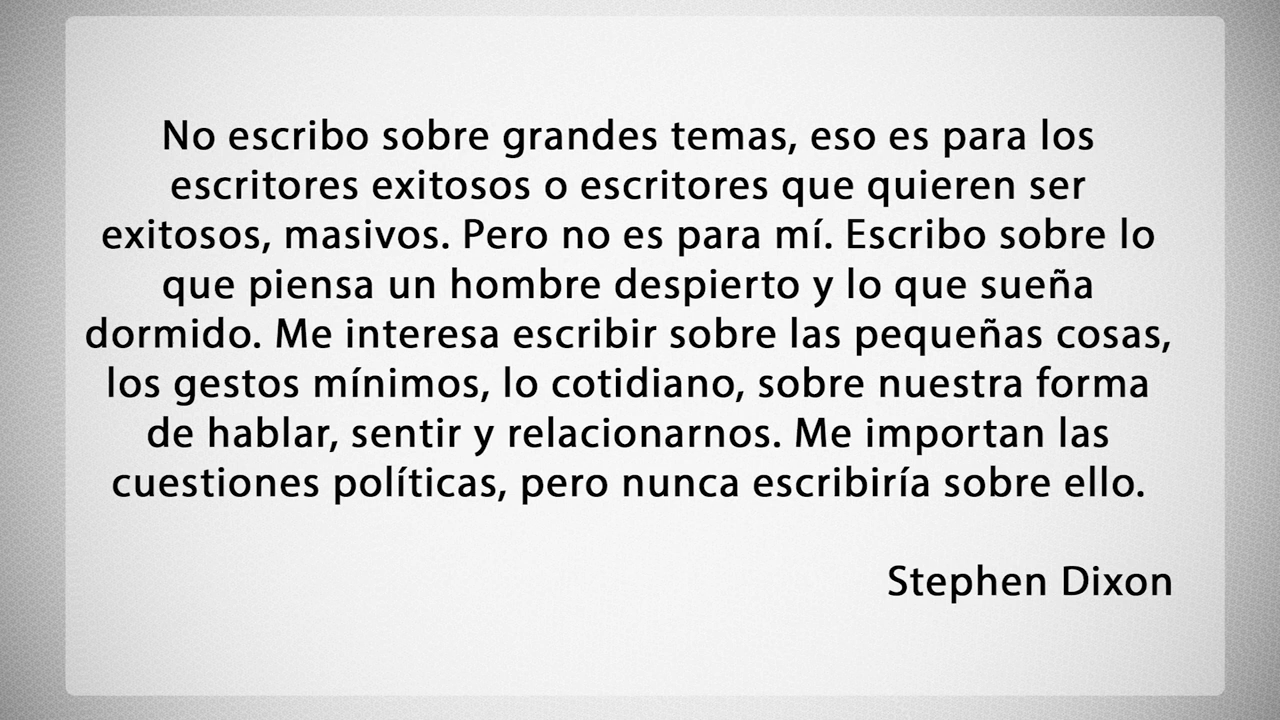 No escribo sobre grandes temas, eso es para los
escritores exitosos o escritores que quieren ser
exitosos, masivos. Pero no es para mí. Escribo sobre lo
que piensa un hombre despierto y lo que sueña
dormido. Me interesa escribir sobre las pequeñas cosas,
los gestos mínimos, lo cotidiano, sobre nuestra forma
de hablar, sentir y relacionarnos. Me importan las
cuestiones políticas, pero nunca escribiría sobre ello.
Stephen Dixon